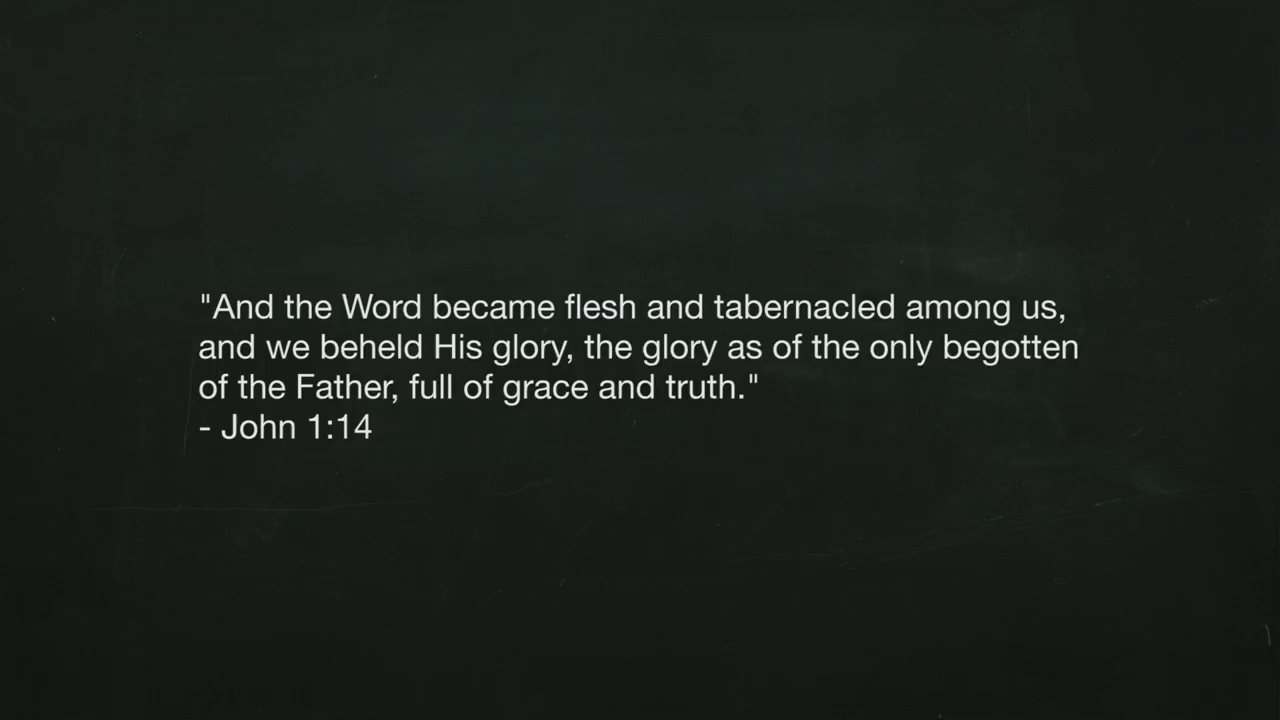 "And the Word became flesh and tabernacled among us,
and we beheld His glory, the glory as of the only begotten
of the Father, full of grace and truth."
- John 1:14